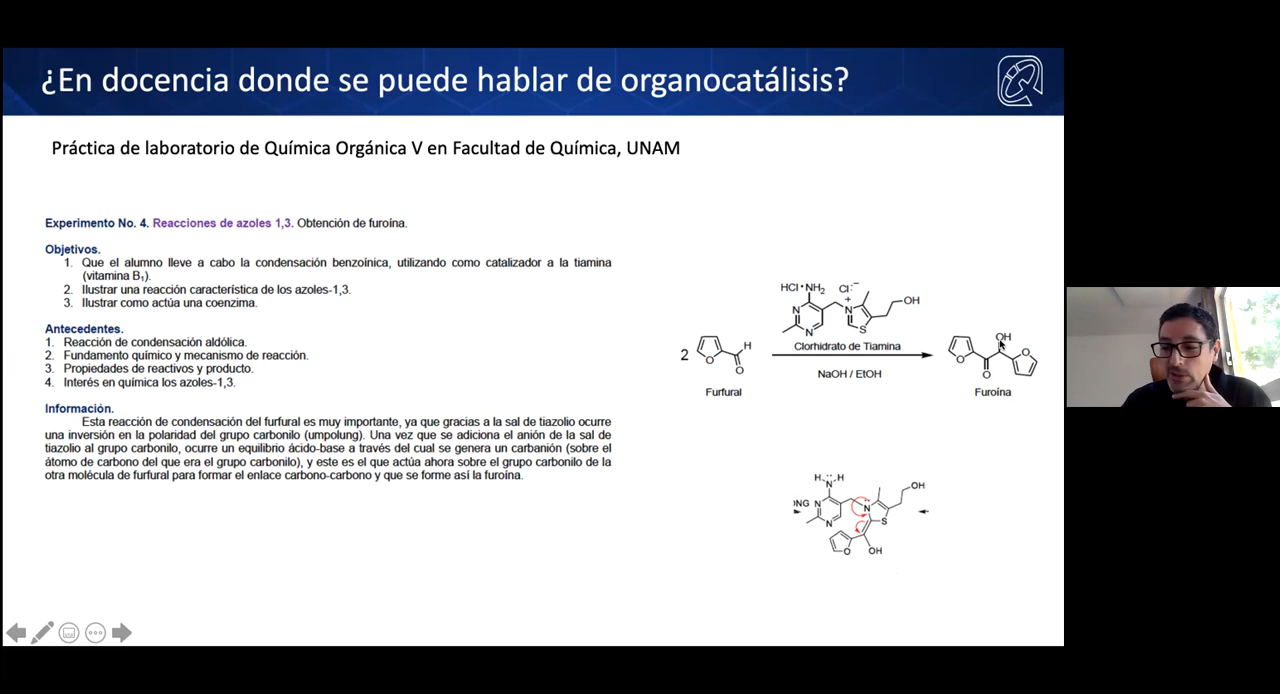 ¿En docencia donde se puede hablar de organocatálisis?
Práctica de laboratorio de Química Orgánica V en Facultad de Química, UNAM
Experimento No. 4. Reacciones de azoles 1,3. Obtención de furoína.
Objetivos.
1. Que el alumno lleve a cabo la condensación benzoínica, utilizando como catalizador a la tiamina
(vitamina B₁).
2. Ilustrar una reacción característica de los azoles-1,3.
3. Ilustrar como actúa una coenzima.
Antecedentes.
1. Reacción de condensación aldólica.
2. Fundamento químico y mecanismo de reacción.
3. Propiedades de reactivos y producto.
4. Interés en química los azoles-1,3.
Información.
Esta reacción de condensación del furfural es muy importante, ya que gracias a la sal de tiazolio ocurre
una inversión en la polaridad del grupo carbonilo (umpolung). Una vez que se adiciona el anión de la sal de
tiazolio al grupo carbonilo, ocurre un equilibrio ácido-base a través del cual se genera un carbanión (sobre el
átomo de carbono del que era el grupo carbonilo), y este es el que actúa ahora sobre el grupo carbonilo de la
otra molécula de furfural para formar el enlace carbono-carbono y que se forme así la furoína.
HCl·NH₂ Cl:⁻
N N N + S OH
2 O H O
Furfural
Clorhidrato de Tiamina
NaOH / EtOH
O O OH O
Furoína
H N H
NG N N N S OH
O OH